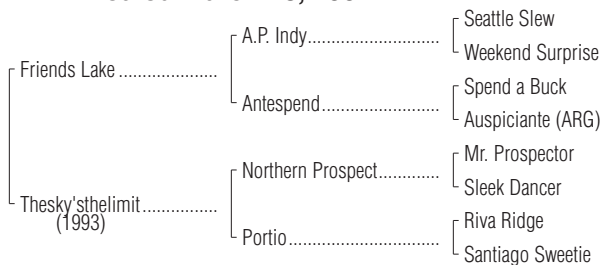 A.P. Indy
Seattle Slew
Weekend Surprise
Friends Lake
Antespend
Spend a Buck
Auspiciante (ARG)
Northern Prospect
Mr. Prospector
Sleek Dancer
Thesky'sthelimit
(1993)
Portio
Riva Ridge
Santiago Sweetie